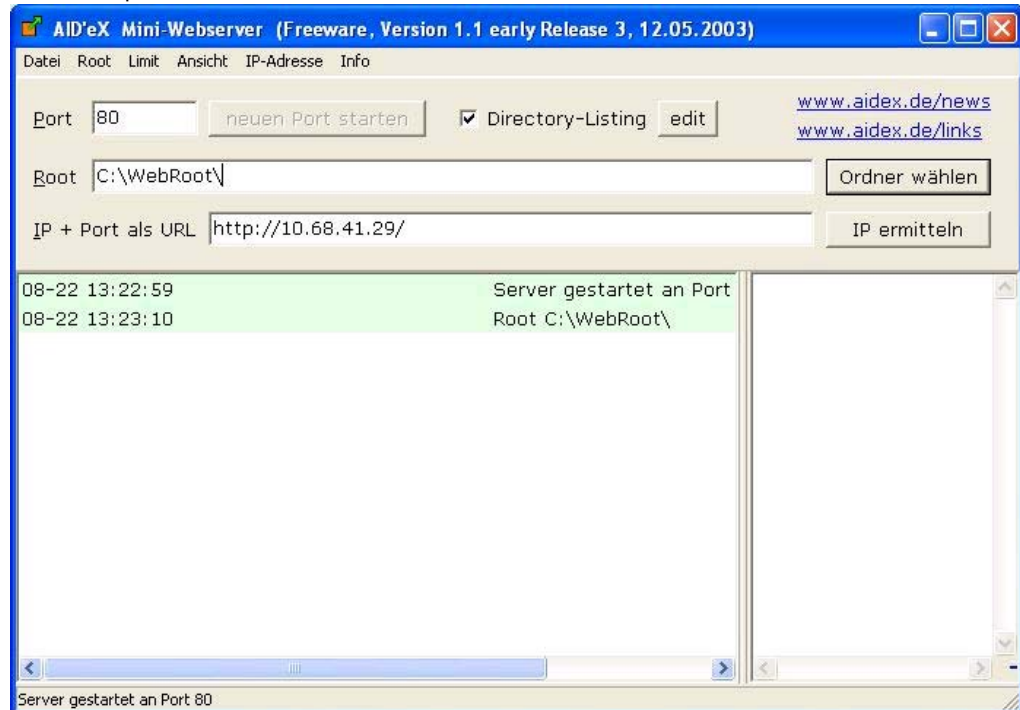 AID'eX Mini-Webserver (Freeware, Version 1.1 early Release 3, 12.05.2003)
Datei Root Limit Ansicht IP-Adresse Info
Port 80 neuen Port starten Directory-Listing edit www.aidex.de/news
www.aidex.de/links
Root C:\WebRoot\ Ordner wählen
IP + Port als URL http://10.68.41.29/ IP ermitteln
08-22 13:22:59 Server gestartet an Port
08-22 13:23:10 Root C:\WebRoot\
Server gestartet an Port 80